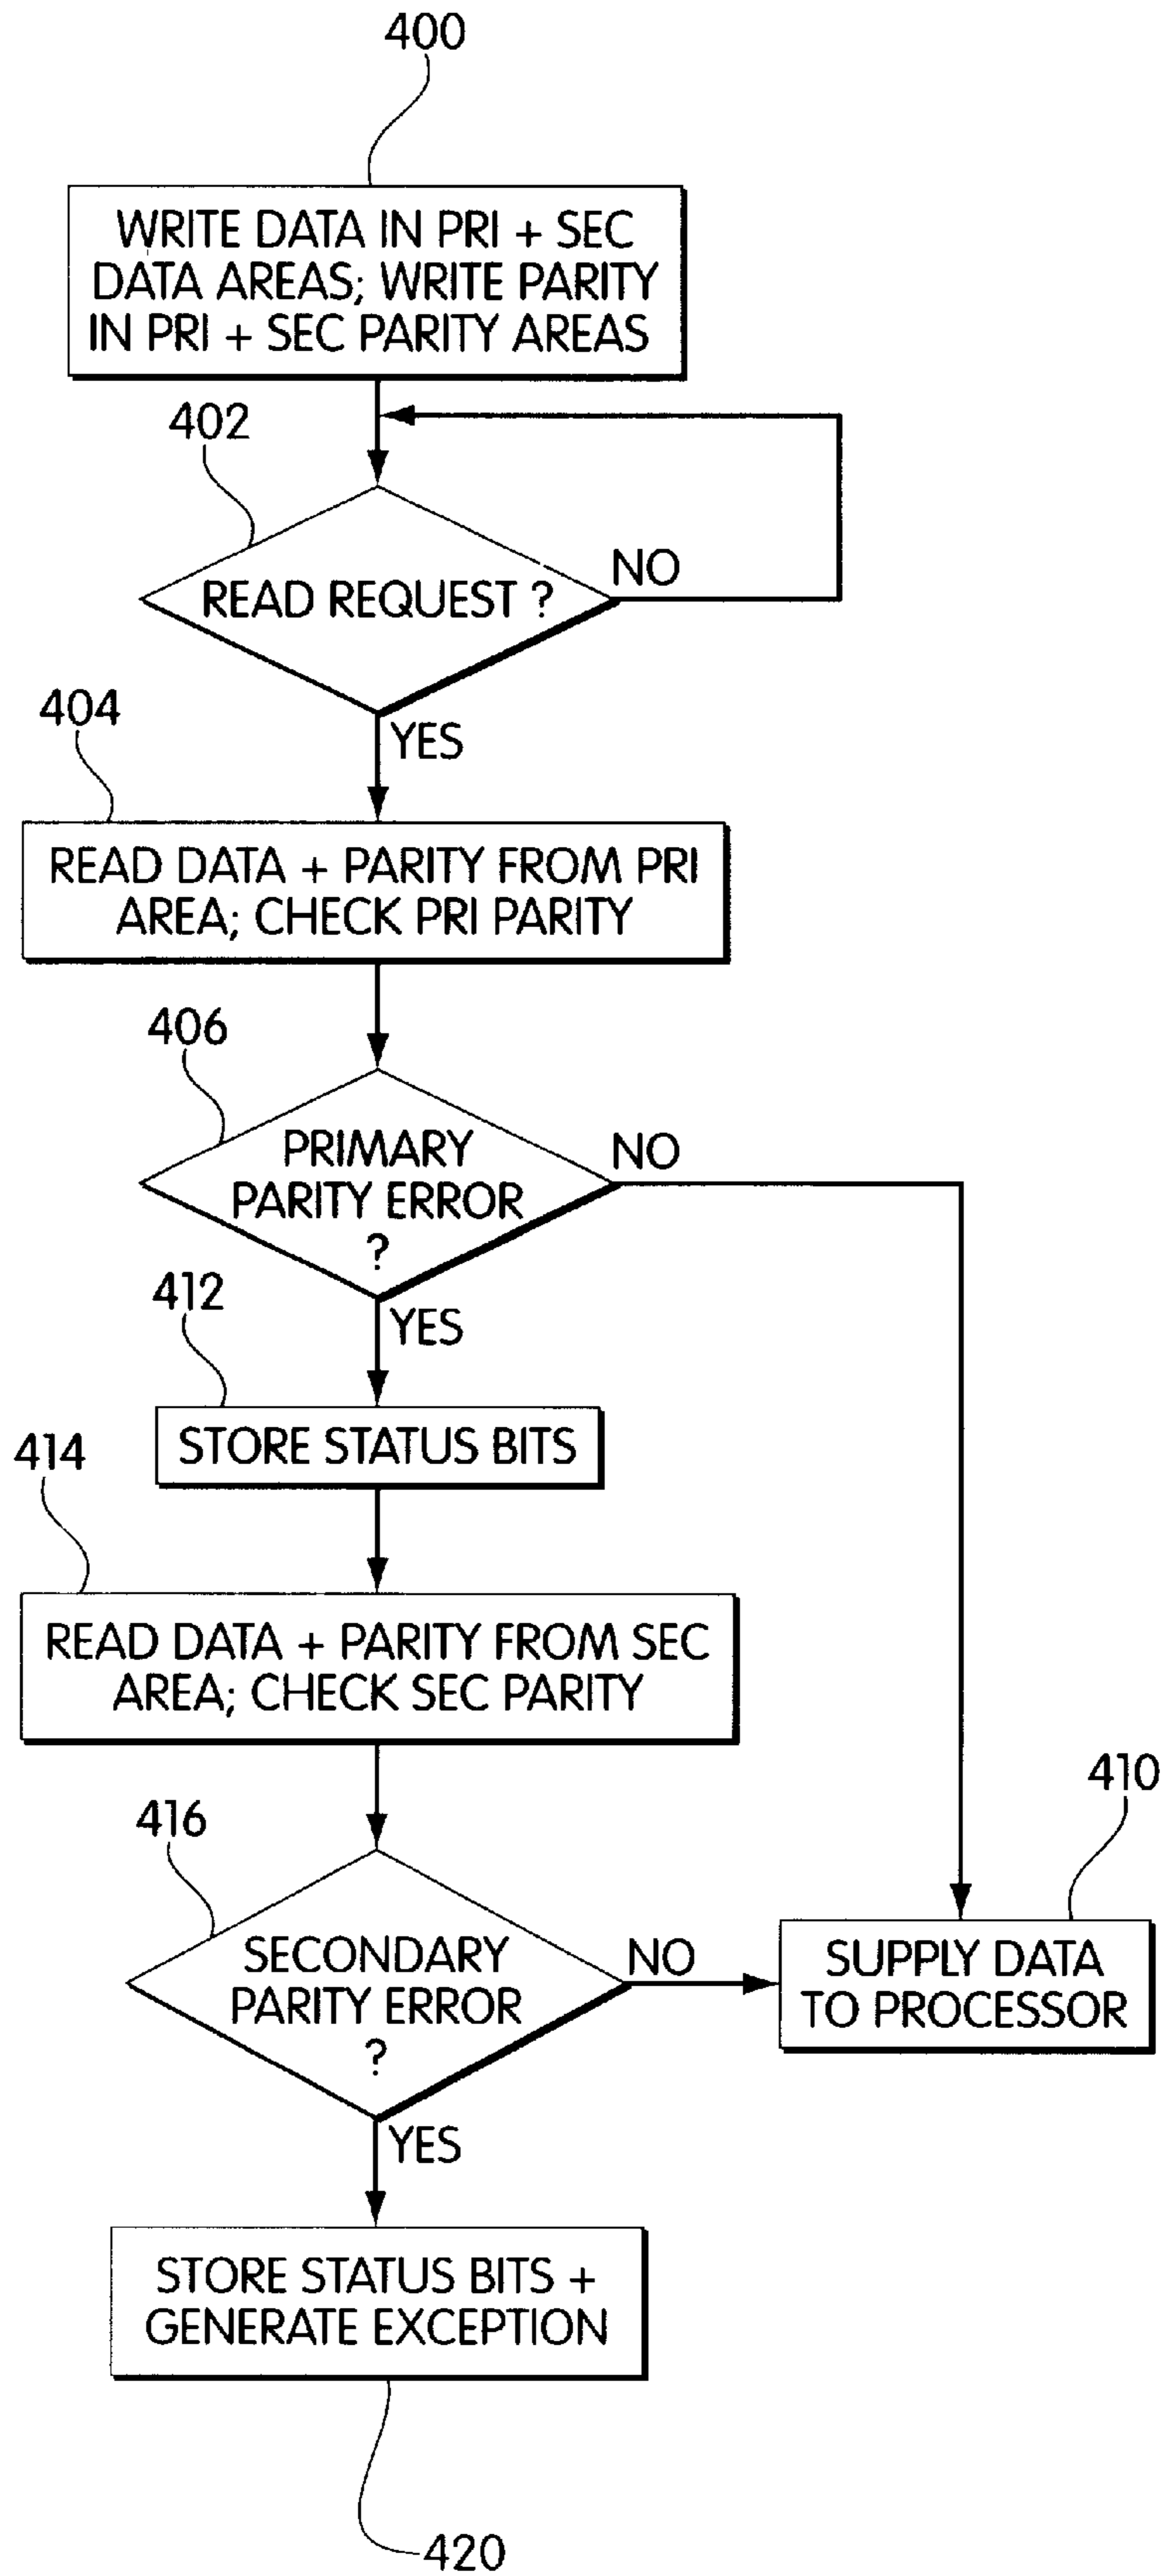 400
WRITE DATA IN PRI + SEC
DATA AREAS; WRITE PARITY
IN PRI + SEC PARITY AREAS
402
READ REQUEST ?
NO
YES
404
READ DATA + PARITY FROM PRI
AREA; CHECK PRI PARITY
406
PRIMARY
PARITY ERROR
?
NO
YES
412
STORE STATUS BITS
414
READ DATA + PARITY FROM SEC
AREA; CHECK SEC PARITY
416
SECONDARY
PARITY ERROR
?
NO
YES
410
SUPPLY DATA
TO PROCESSOR
STORE STATUS BITS +
GENERATE EXCEPTION
420